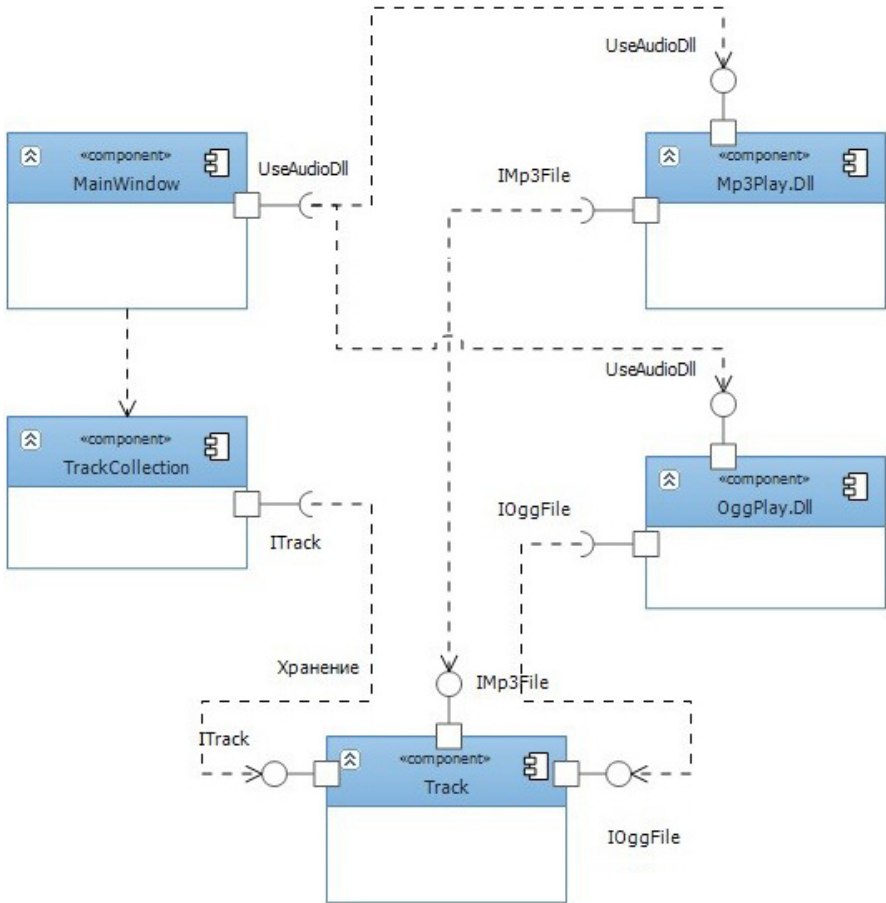 UseAudioDll
«component»
MainWindow
UseAudioDll
IMp3File
«component»
Mp3Play.Dll
UseAudioDll
«component»
TrackCollection
ITrack
«component»
OggPlay.Dll
IOggFile
Хранение
IMp3File
ITrack
«component»
Track
IOggFile